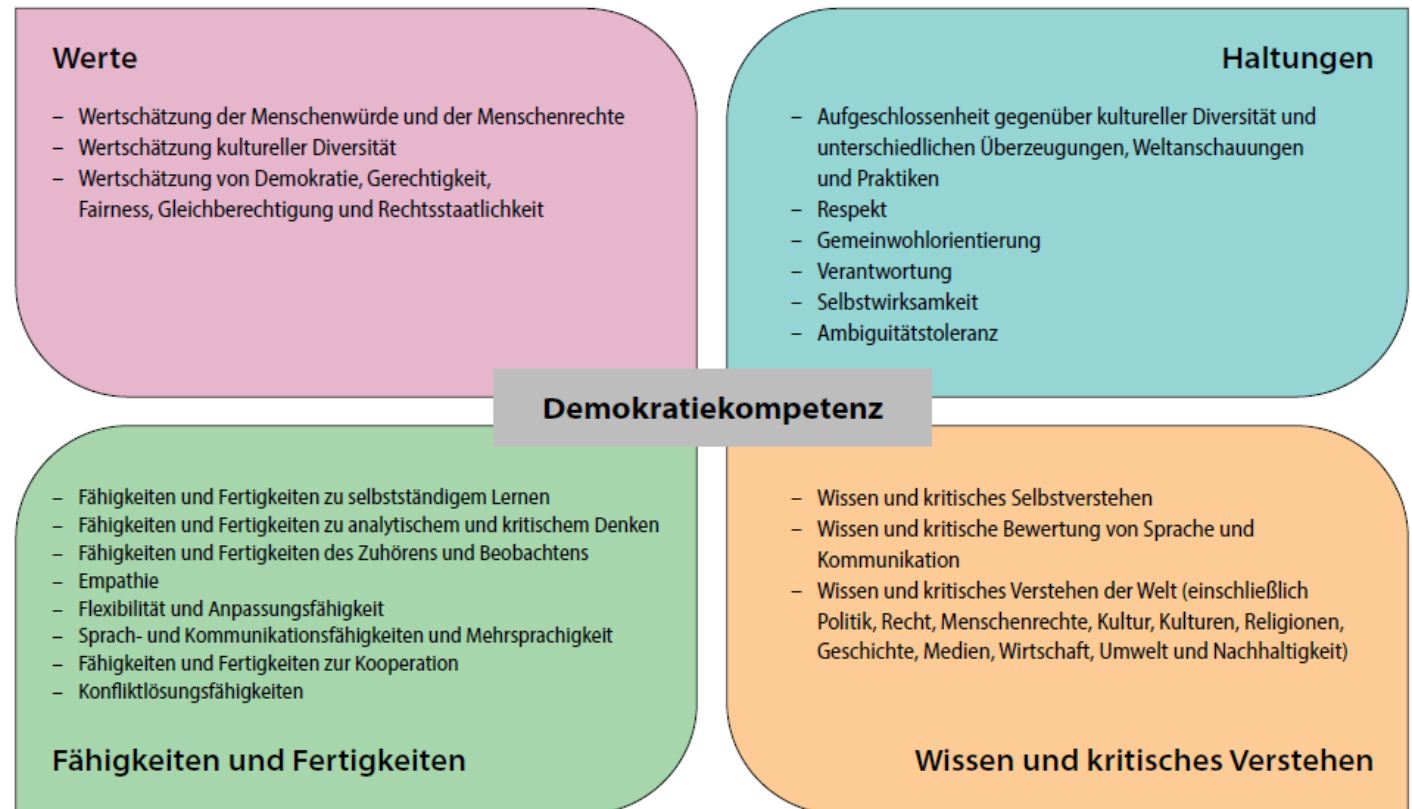 Werte
– Wertschätzung der Menschenwürde und der Menschenrechte
– Wertschätzung kultureller Diversität
– Wertschätzung von Demokratie, Gerechtigkeit,
Fairness, Gleichberechtigung und Rechtsstaatlichkeit
Haltungen
– Aufgeschlossenheit gegenüber kultureller Diversität und
unterschiedlichen Überzeugungen, Weltanschauungen
und Praktiken
– Respekt
– Gemeinwohlorientierung
– Verantwortung
– Selbstwirksamkeit
– Ambiguitätstoleranz
Demokratiekompetenz
– Fähigkeiten und Fertigkeiten zu selbstständigem Lernen
– Fähigkeiten und Fertigkeiten zu analytischem und kritischem Denken
– Fähigkeiten und Fertigkeiten des Zuhörens und Beobachtens
– Empathie
– Flexibilität und Anpassungsfähigkeit
– Sprach- und Kommunikationsfähigkeiten und Mehrsprachigkeit
– Fähigkeiten und Fertigkeiten zur Kooperation
– Konfliktlösungsfähigkeiten
Fähigkeiten und Fertigkeiten
– Wissen und kritisches Selbstverstehen
– Wissen und kritische Bewertung von Sprache und
Kommunikation
– Wissen und kritisches Verstehen der Welt (einschließlich
Politik, Recht, Menschenrechte, Kultur, Kulturen, Religionen,
Geschichte, Medien, Wirtschaft, Umwelt und Nachhaltigkeit)
Wissen und kritisches Verstehen